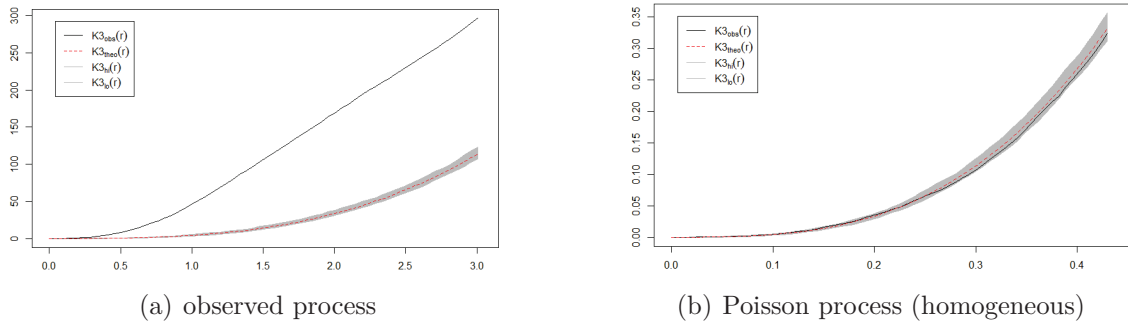 300
250
200
150
100
50
0
K3obs(r)
K3theo(r)
K3hi(r)
K3lo(r)
0.0 0.5 1.0 1.5 2.0 2.5 3.0
(a) observed process
0.35
0.30
0.25
0.20
0.15
0.10
0.05
0.00
K3obs(r)
K3theo(r)
K3hi(r)
K3lo(r)
0.0 0.1 0.2 0.3 0.4
(b) Poisson process (homogeneous)